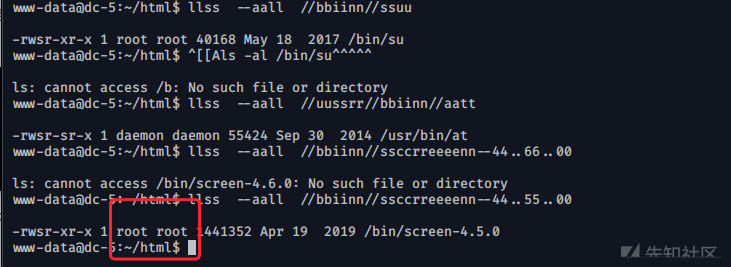 www-data@dc-5:~/html$ llss  --aall  //bbiinn//ssuu
-rwsr-xr-x 1 root root 40168 May 18  2017 /bin/su
www-data@dc-5:~/html$ ^[[Als -al /bin/su^^^^^
ls: cannot access /b: No such file or directory
www-data@dc-5:~/html$ llss  --aall  //uussrr//bbiinn//aatt
-rwsr-sr-x 1 daemon daemon 55424 Sep 30  2014 /usr/bin/at
www-data@dc-5:~/html$ llss  --aall  //bbiinn//ssccrreeeenn--44..66..00
ls: cannot access /bin/screen-4.6.0: No such file or directory
www-data@dc-5:~/html$ llss  --aall  //bbiinn//ssccrreeeenn--44..55..00
-rwsr-xr-x 1 root root 1441352 Apr 19  2019 /bin/screen-4.5.0
www-data@dc-5:~/html$
先知社区